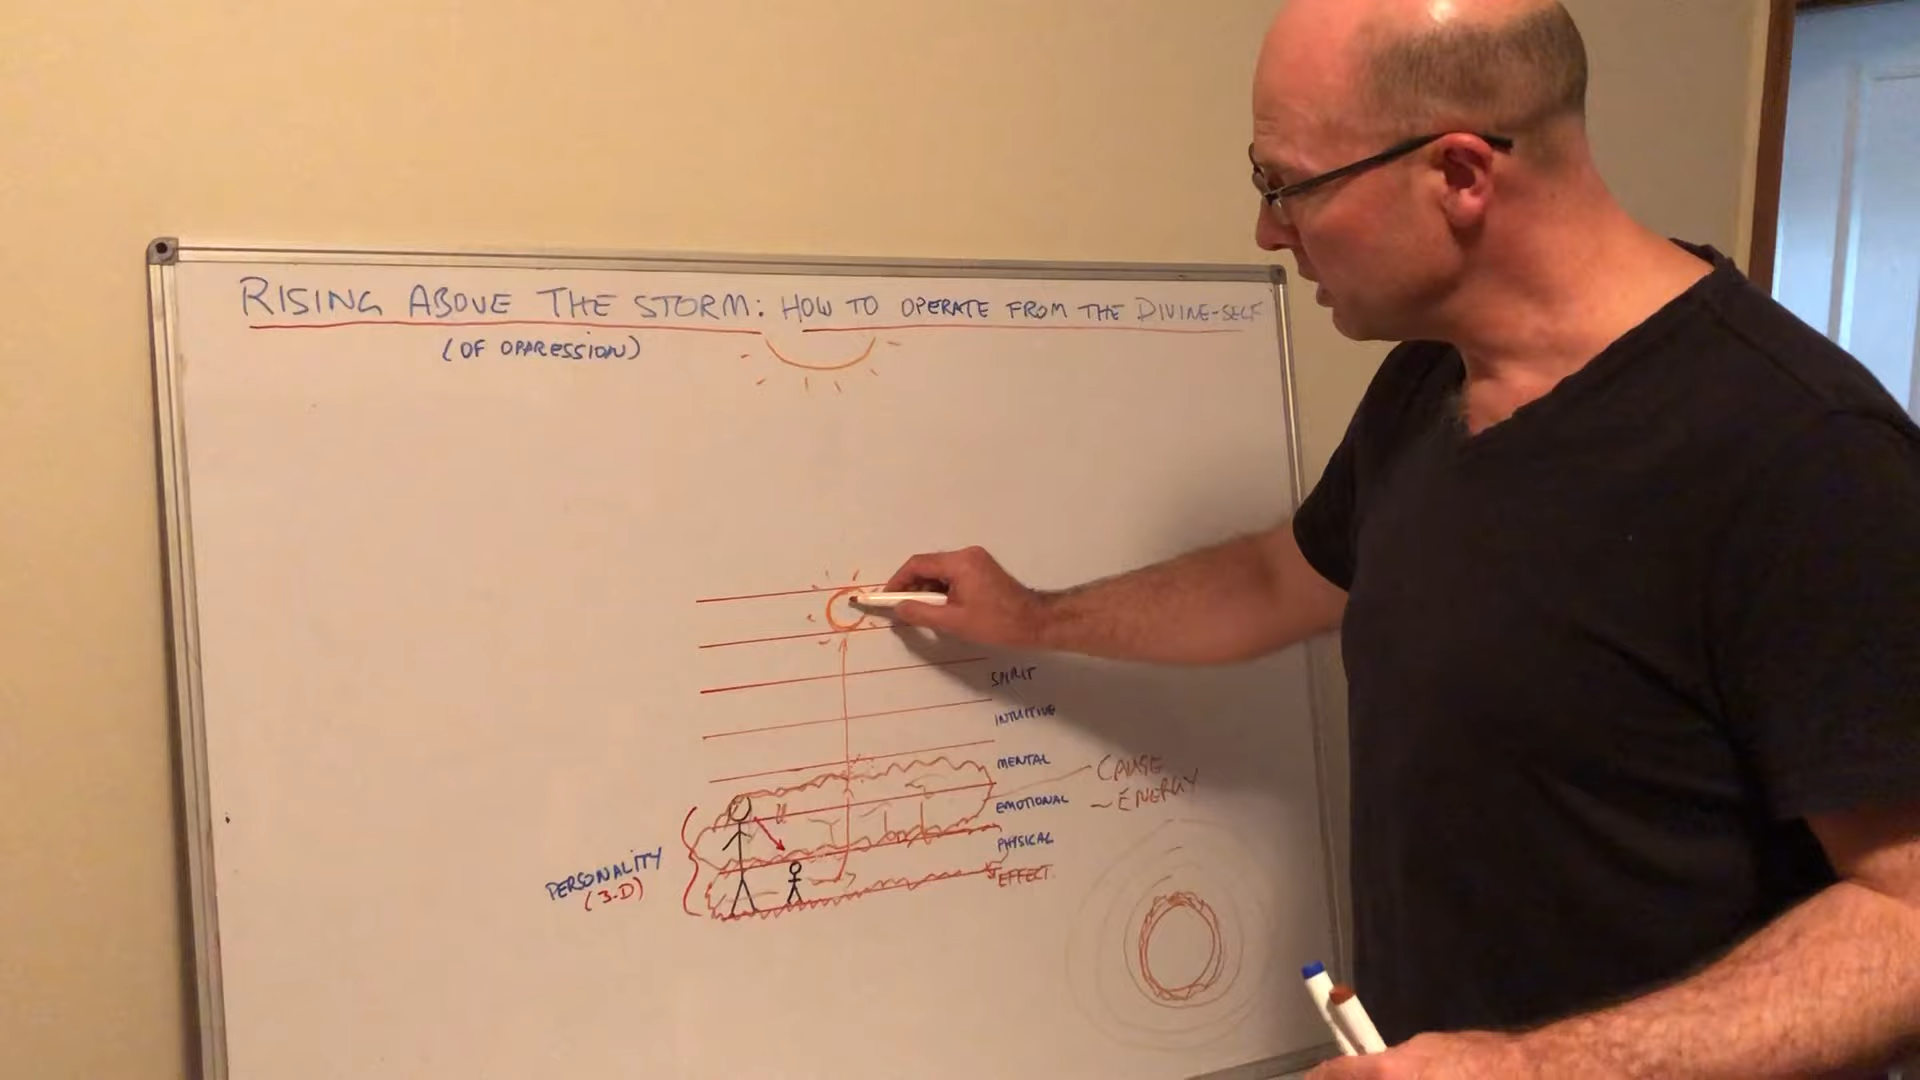 RISING ABOVE THE STORM: HOW TO OPERATE FROM THE DIVINE-SELF
(OF OPPRESSION)
SPIRIT
INTUITIVE
MENTAL
CAUSE
EMOTIONAL
~ ENERGY
PHYSICAL
EFFECT.
PERSONALITY
(3-D)